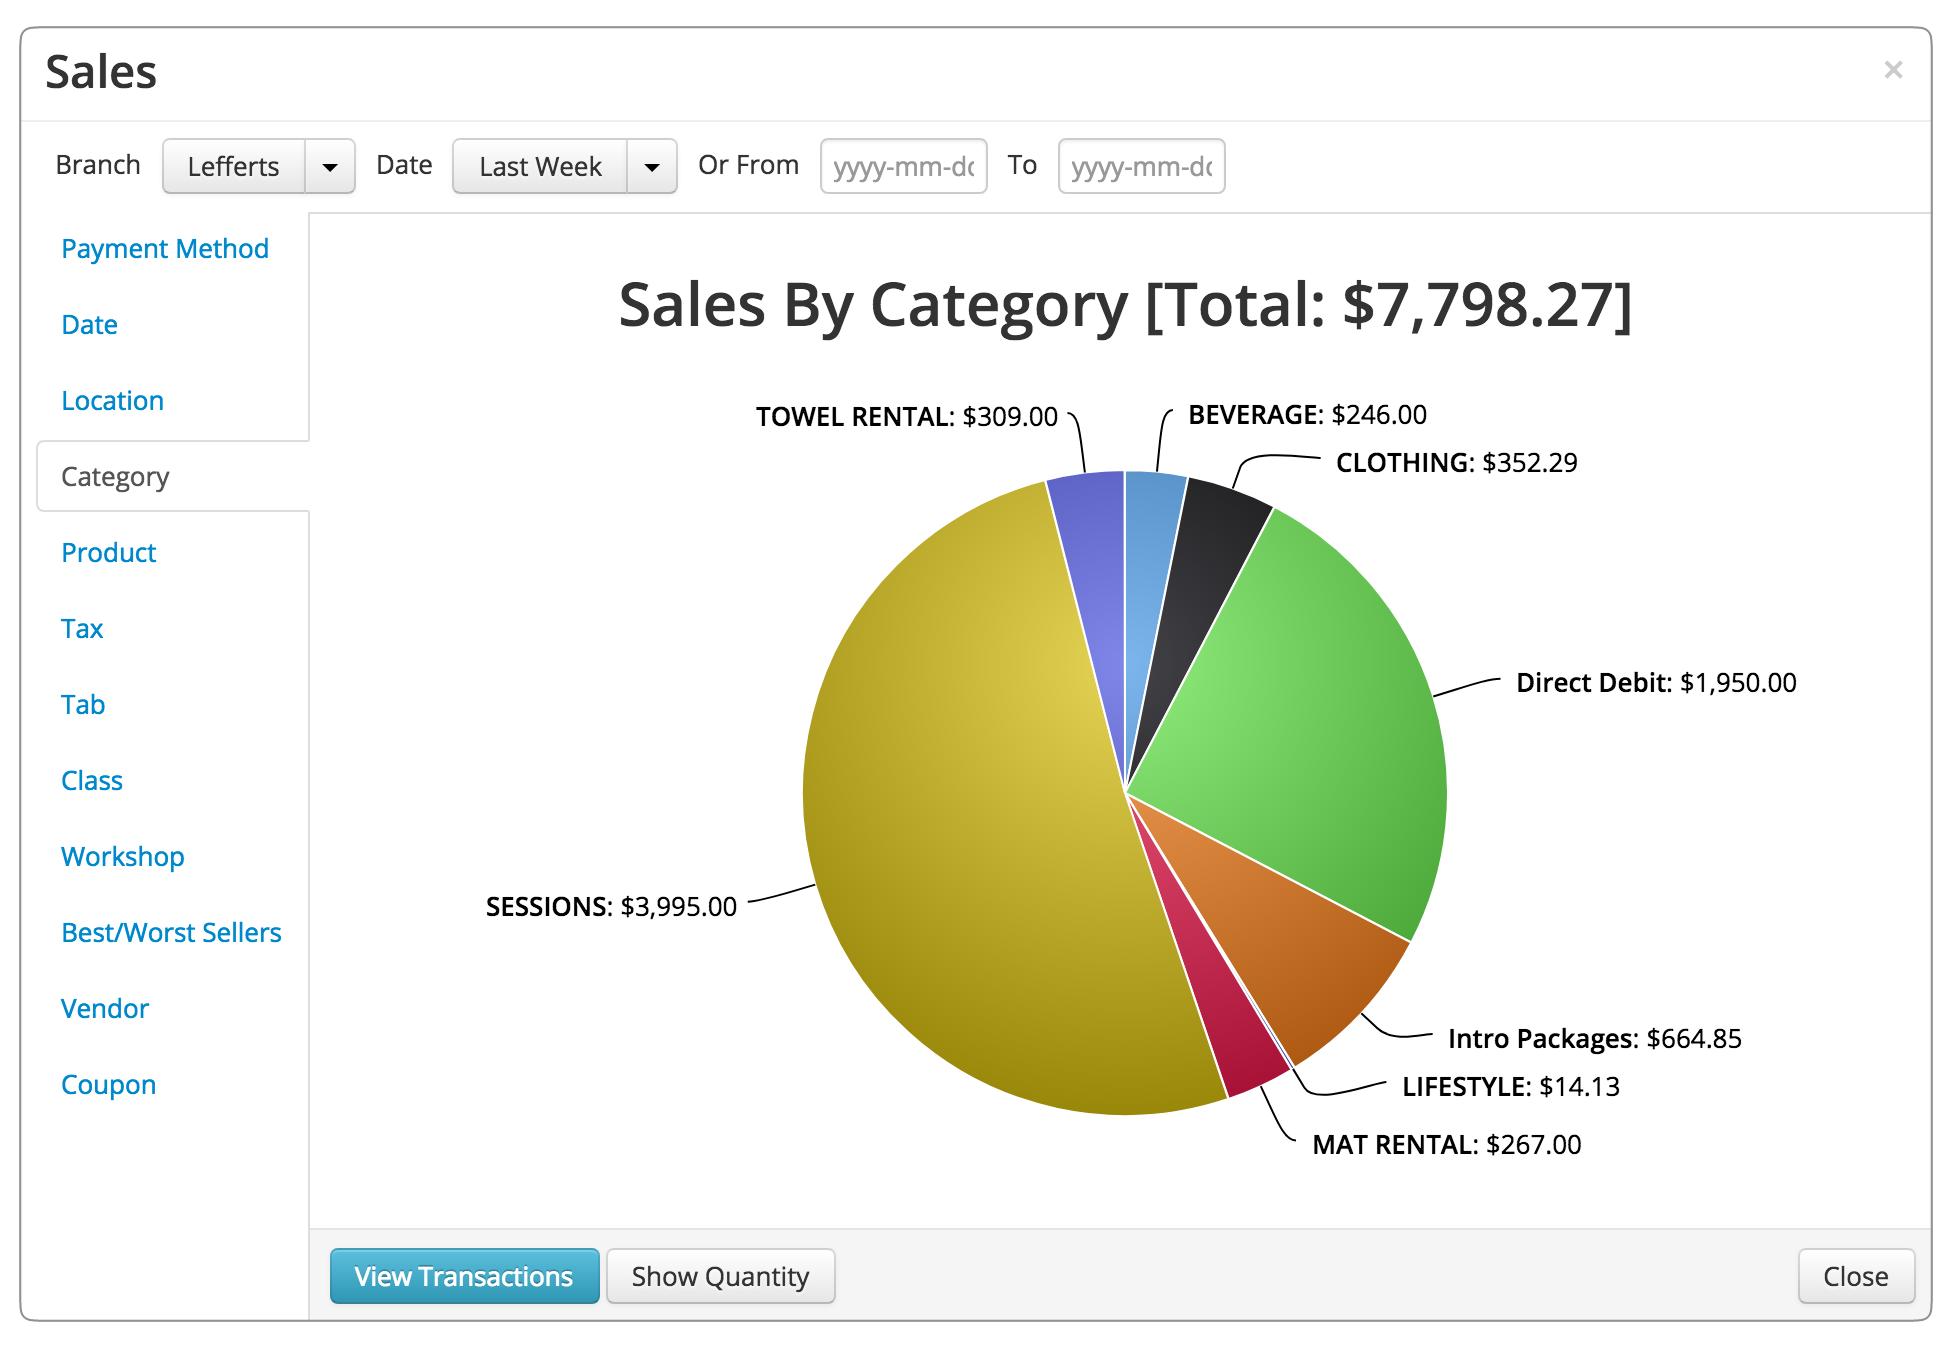 Sales
×
Branch Lefferts Date Last Week Or From yyyy-mm-dd To yyyy-mm-dd
Payment Method
Date
Location
Category
Product
Tax
Tab
Class
Workshop
Best/Worst Sellers
Vendor
Coupon
Sales By Category [Total: $7,798.27]
TOWEL RENTAL: $309.00
BEVERAGE: $246.00
CLOTHING: $352.29
Direct Debit: $1,950.00
SESSIONS: $3,995.00
Intro Packages: $664.85
LIFESTYLE: $14.13
MAT RENTAL: $267.00
View Transactions Show Quantity Close